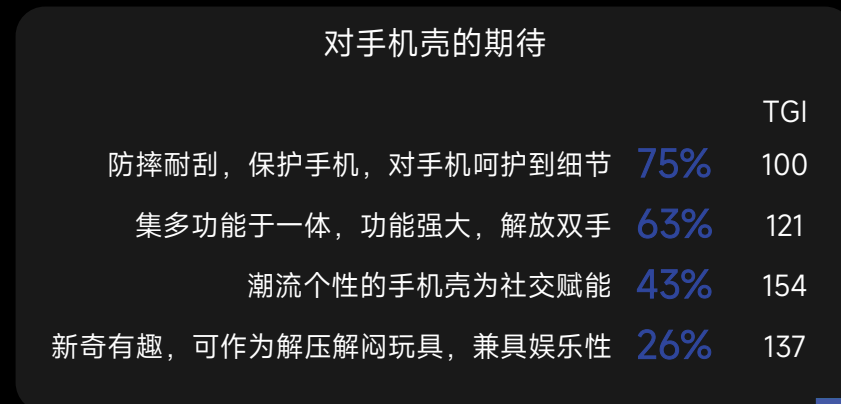 对手机壳的期待
TGI
防摔耐刮，保护手机，对手机呵护到细节 75% 100
集多功能于一体，功能强大，解放双手 63% 121
潮流个性的手机壳为社交赋能 43% 154
新奇有趣，可作为解压解闷玩具，兼具娱乐性 26% 137